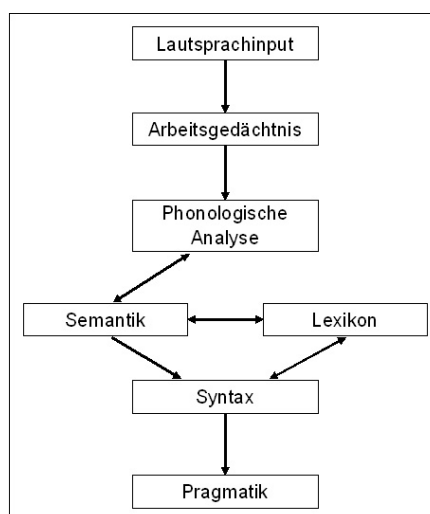 Lautsprachinput
Arbeitsgedächtnis
Phonologische
Analyse
Semantik
Lexikon
Syntax
Pragmatik